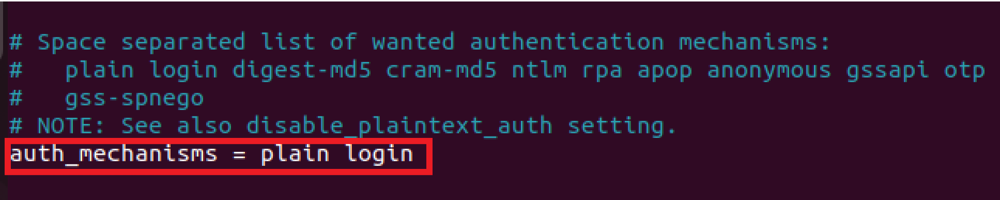 # Space separated list of wanted authentication mechanisms:
#   plain login digest-md5 cram-md5 ntlm rpa apop anonymous gssapi otp
#   gss-spnego
# NOTE: See also disable_plaintext_auth setting.
auth_mechanisms = plain login